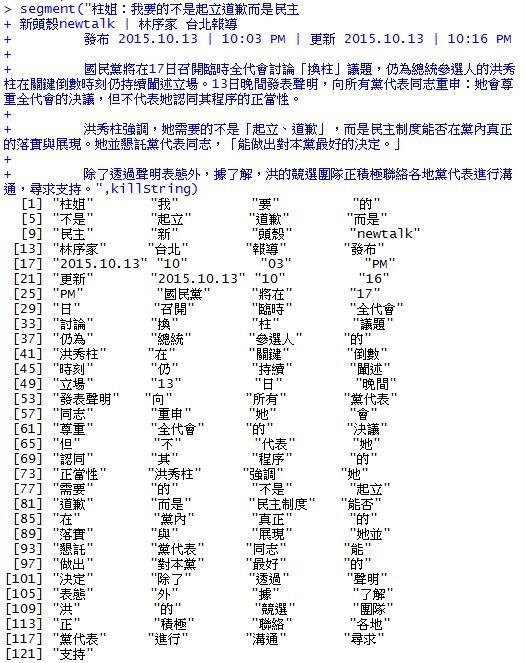 > segment("柱姐：我要的不是起立道歉而是民主
+ 新頭殼newtalk | 林序家 台北報導
+ 發布 2015.10.13 | 10:03 PM | 更新 2015.10.13 | 10:16 PM
+
+ 國民黨將在17日召開臨時全代會討論「換柱」議題，仍為總統參選人的洪秀
柱在關鍵倒數時刻仍持續闡述立場。13日晚間發表聲明，向所有黨代表同志重申：她會尊
重全代會的決議，但不代表她認同其程序的正當性。
+
+ 洪秀柱強調，她需要的不是「起立、道歉」，而是民主制度能否在黨內真正
的落實與展現。她並懇託黨代表同志，「能做出對本黨最好的決定。」
+
+ 除了透過聲明表態外，據了解，洪的競選團隊正積極聯絡各地黨代表進行溝
通，尋求支持。",killString)
[1] "柱姐" "我" "要" "的"
[5] "不是" "起立" "道歉" "而是"
[9] "民主" "新" "頭殼" "newtalk"
[13] "林序家" "台北" "報導" "發布"
[17] "2015.10.13" "10" "03" "PM"
[21] "更新" "2015.10.13" "10" "16"
[25] "PM" "國民黨" "將在" "17"
[29] "日" "召開" "臨時" "全代會"
[33] "討論" "換" "柱" "議題"
[37] "仍為" "總統" "參選人" "的"
[41] "洪秀柱" "在" "關鍵" "倒數"
[45] "時刻" "仍" "持續" "闡述"
[49] "立場" "13" "日" "晚間"
[53] "發表聲明" "向" "所有" "黨代表"
[57] "同志" "重申" "她" "會"
[61] "尊重" "全代會" "的" "決議"
[65] "但" "不" "代表" "她"
[69] "認同" "其" "程序" "的"
[73] "正當性" "洪秀柱" "強調" "她"
[77] "需要" "的" "不是" "起立"
[81] "道歉" "而是" "民主制度" "能否"
[85] "在" "黨內" "真正" "的"
[89] "落實" "與" "展現" "她並"
[93] "懇託" "黨代表" "同志" "能"
[97] "做出" "對本黨" "最好" "的"
[101] "決定" "除了" "透過" "聲明"
[105] "表態" "外" "據" "了解"
[109] "洪" "的" "競選" "團隊"
[113] "正" "積極" "聯絡" "各地"
[117] "黨代表" "進行" "溝通" "尋求"
[121] "支持"